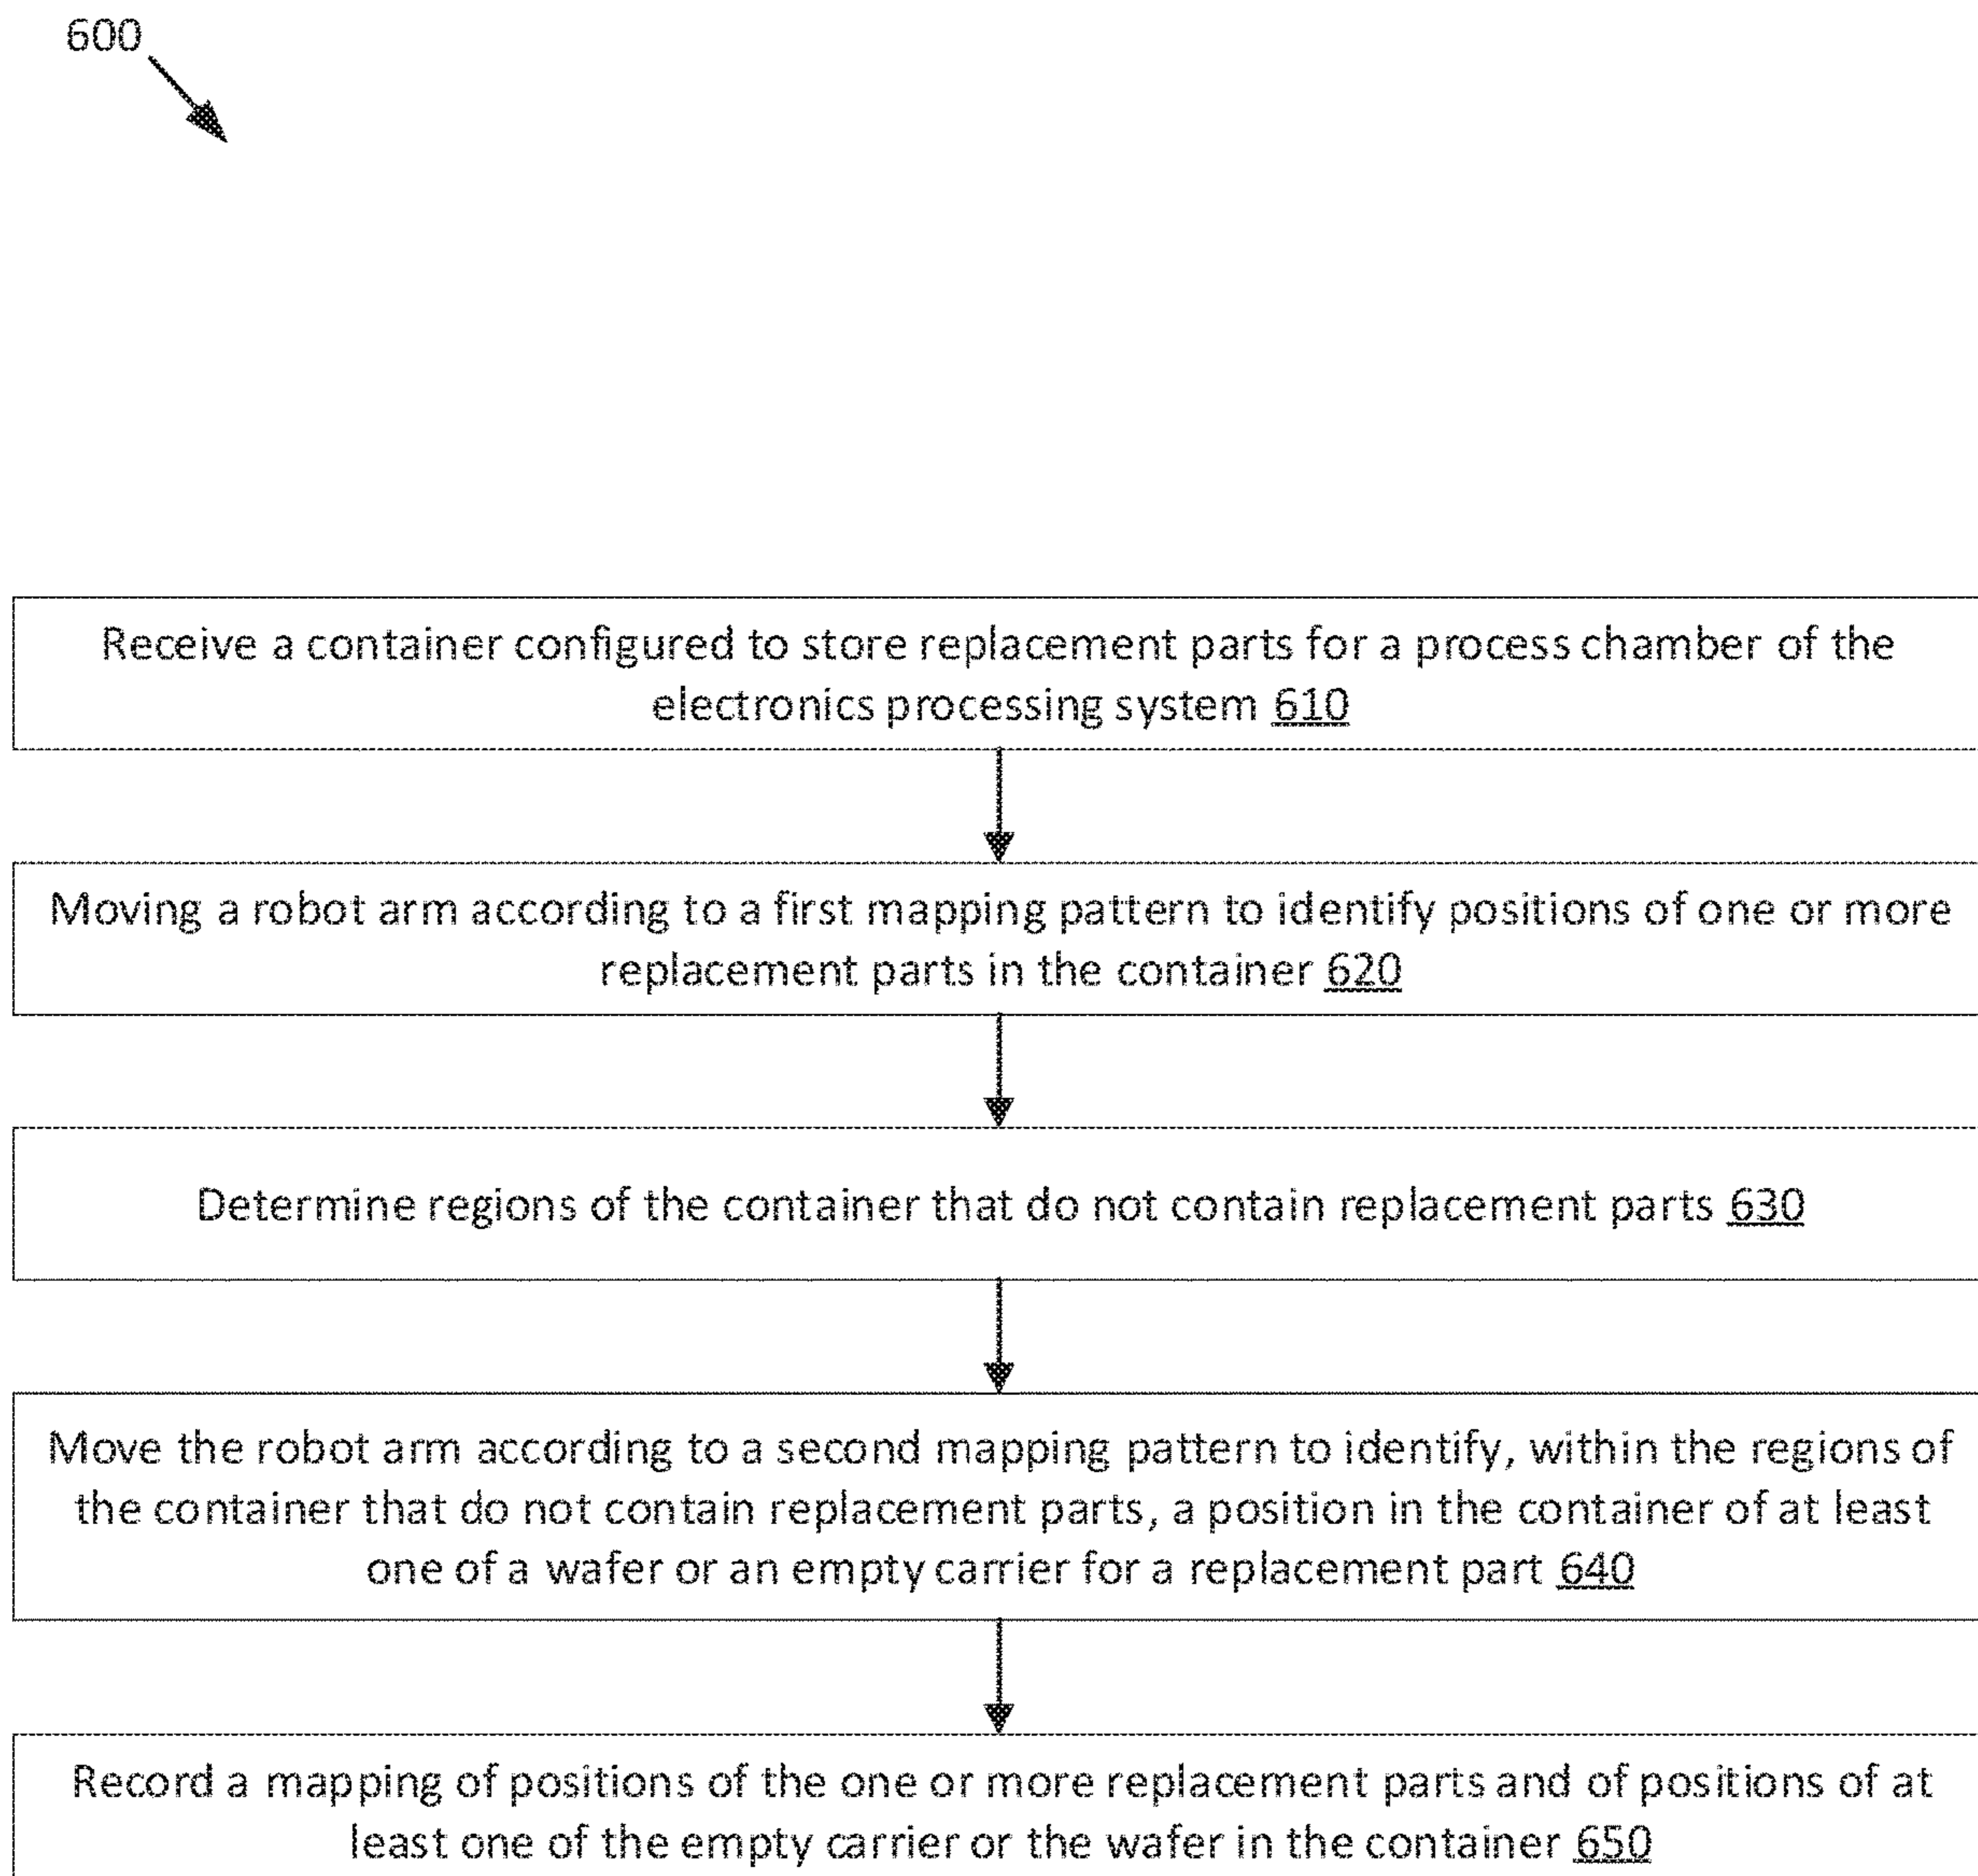 600
Receive a container configured to store replacement parts for a process chamber of the
electronics processing system 610
Moving a robot arm according to a first mapping pattern to identify positions of one or more
replacement parts in the container 620
Determine regions of the container that do not contain replacement parts 630
Move the robot arm according to a second mapping pattern to identify, within the regions of
the container that do not contain replacement parts, a position in the container of at least
one of a wafer or an empty carrier for a replacement part 640
Record a mapping of positions of the one or more replacement parts and of positions of at
least one of the empty carrier or the wafer in the container 650